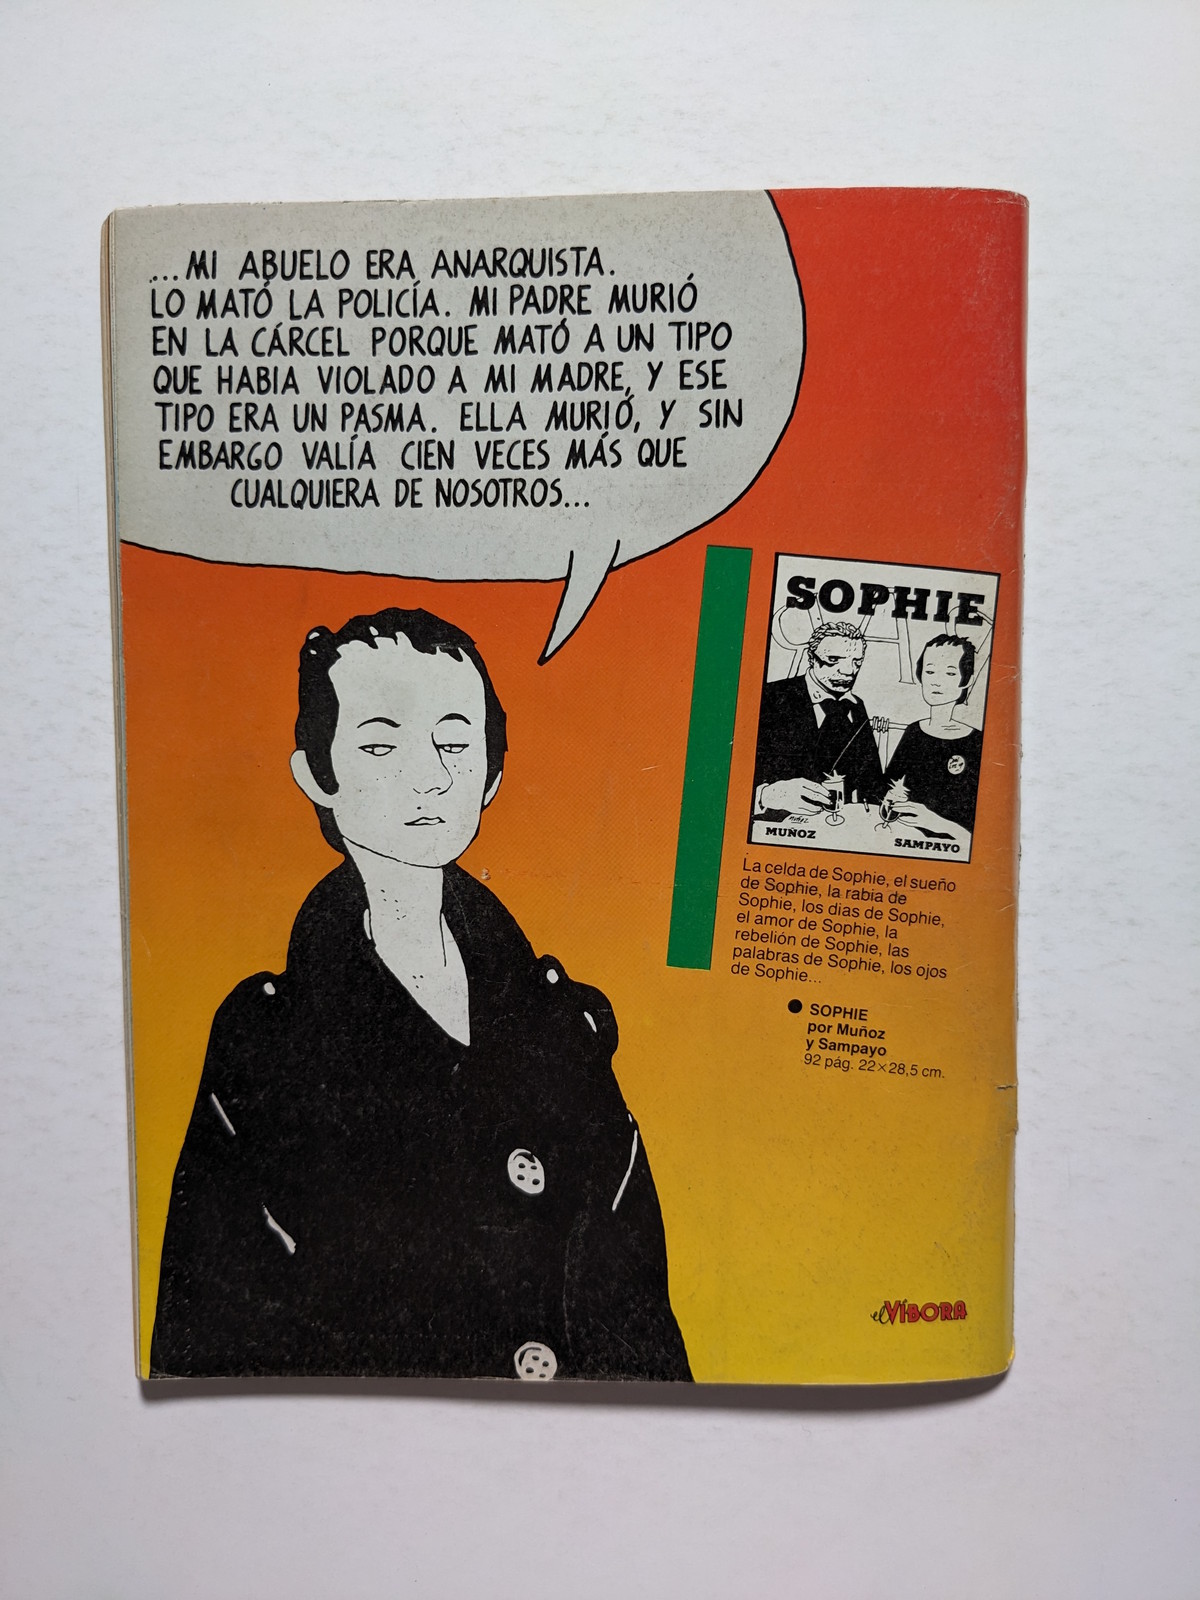 ...MI ABUELO ERA ANARQUISTA.
LO MATÓ LA POLICÍA. MI PADRE MURIÓ
EN LA CÁRCEL PORQUE MATÓ A UN TIPO
QUE HABIA VIOLADO A MI MADRE, Y ESE
TIPO ERA UN PASMA. ELLA MURIÓ, Y SIN
EMBARGO VALÍA CIEN VECES MÁS QUE
CUALQUIERA DE NOSOTROS...
SOPHIE
MUÑOZ
MUÑOZ
SAMPAYO
La celda de Sophie, el sueño
de Sophie, la rabia de
Sophie, los dias de Sophie,
el amor de Sophie, la
rebelión de Sophie, las
palabras de Sophie, los ojos
de Sophie...
● SOPHIE
por Muñoz
y Sampayo
92 pág. 22×28,5 cm.
el VÍBORA